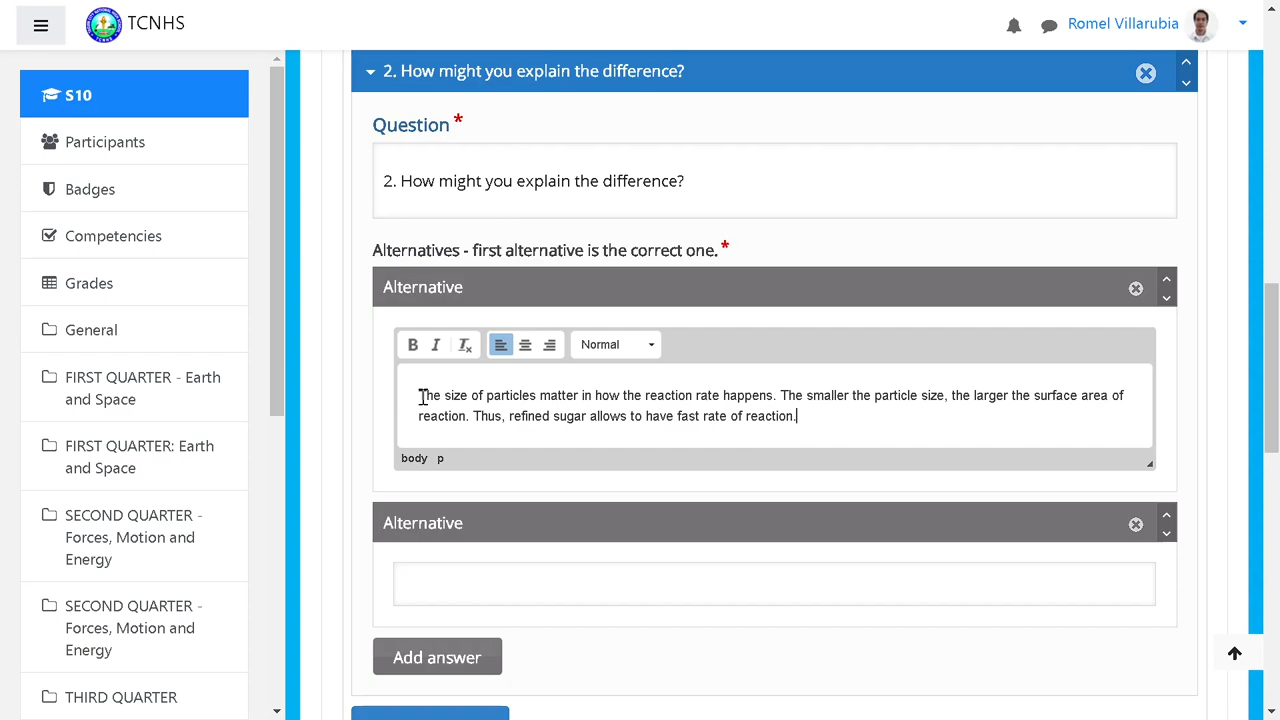 TCNHS
Romel Villarubia
S10
Participants
Badges
Competencies
Grades
General
FIRST QUARTER - Earth
and Space
FIRST QUARTER: Earth
and Space
SECOND QUARTER -
Forces, Motion and
Energy
SECOND QUARTER -
Forces, Motion and
Energy
THIRD QUARTER
2. How might you explain the difference?
Question *
2. How might you explain the difference?
Alternatives - first alternative is the correct one. *
Alternative
B I Tx Normal
The size of particles matter in how the reaction rate happens. The smaller the particle size, the larger the surface area of
reaction. Thus, refined sugar allows to have fast rate of reaction.
body p
Alternative
Add answer